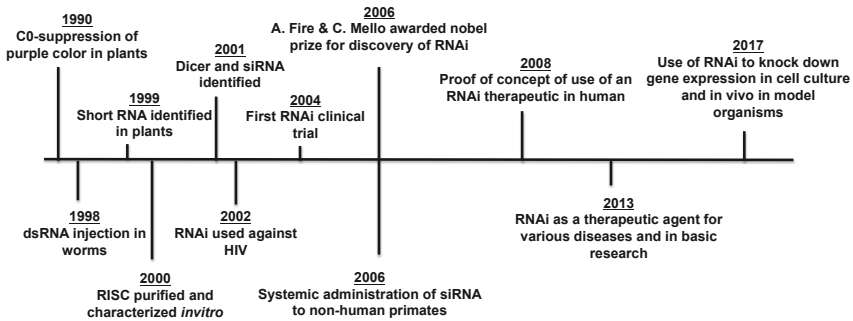 1990
C0-suppression of
purple color in plants
1998
dsRNA injection in
worms
1999
Short RNA identified
in plants
2000
RISC purified and
characterized invitro
2001
Dicer and siRNA
identified
2002
RNAi used against
HIV
2004
First RNAi clinical
trial
2006
A. Fire & C. Mello awarded nobel
prize for discovery of RNAi
2006
Systemic administration of siRNA
to non-human primates
2008
Proof of concept of use of an
RNAi therapeutic in human
2013
RNAi as a therapeutic agent for
various diseases and in basic
research
2017
Use of RNAi to knock down
gene expression in cell culture
and in vivo in model
organisms